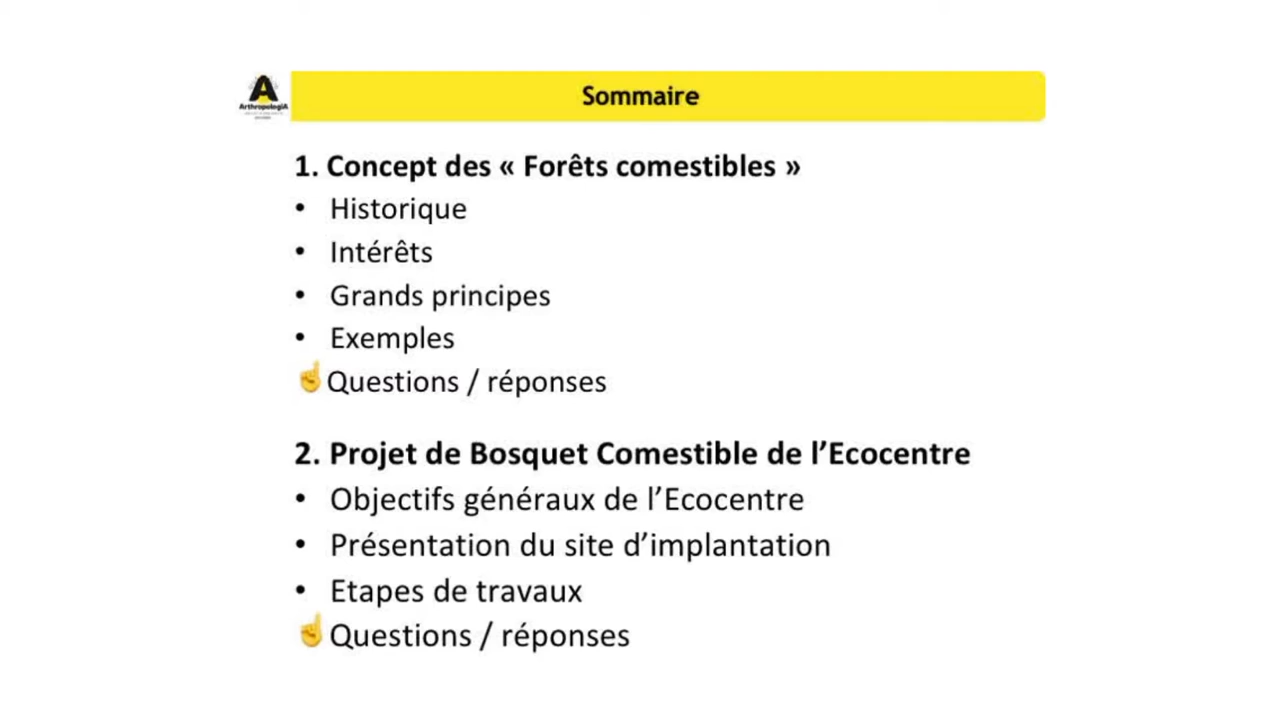 ArthropologiA
Sommaire
1. Concept des « Forêts comestibles »
• Historique
• Intérêts
• Grands principes
• Exemples
☝Questions / réponses
2. Projet de Bosquet Comestible de l’Ecocentre
• Objectifs généraux de l’Ecocentre
• Présentation du site d’implantation
• Etapes de travaux
☝Questions / réponses